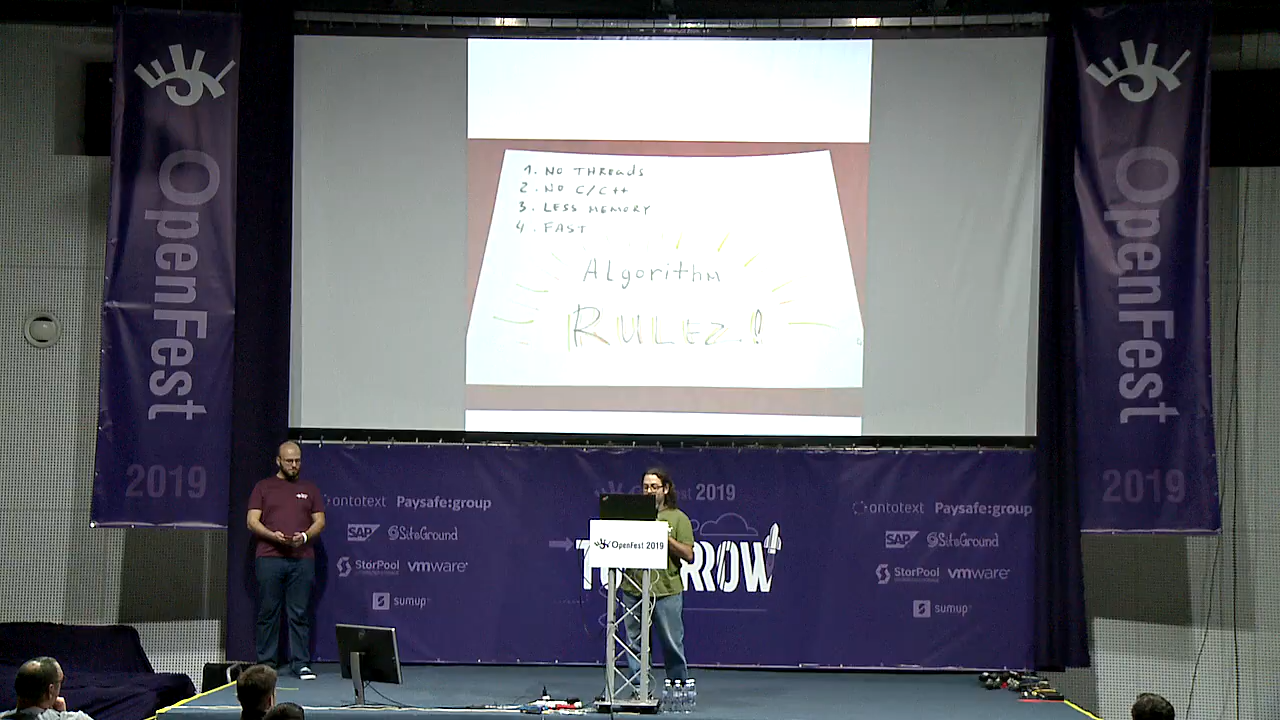 1. NO THREads
2. NO C/C++
3. LESS MEMORY
4. FAST
Algorithm
RULEZ.!
OpenFest
2019
OpenFest
2019
ontotext Paysafe:group
SAP SiteGround
StorPool vmware
sumup
Fest 2019
OpenFest 2019
ontotext Paysafe:group
SAP SiteGround
StorPool vmware
sumup